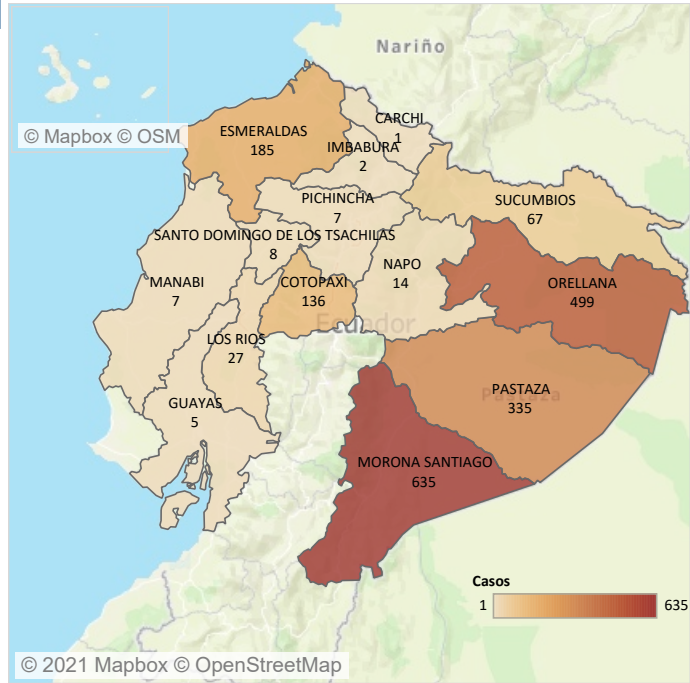 Nariño
© Mapbox © OSM
CARCHI
1
ESMERALDAS
185
IMBABURA
2
PICHINCHA
7
SUCUMBIOS
67
SANTO DOMINGO DE LOS TSACHILAS
8
NAPO
14
MANABI
7
COTOPAXI
136
ORELLANA
499
Ecuador
LOS RIOS
27
PASTAZA
Pastaza
335
GUAYAS
5
MORONA SANTIAGO
635
Casos
1 635
© 2021 Mapbox © OpenStreetMap